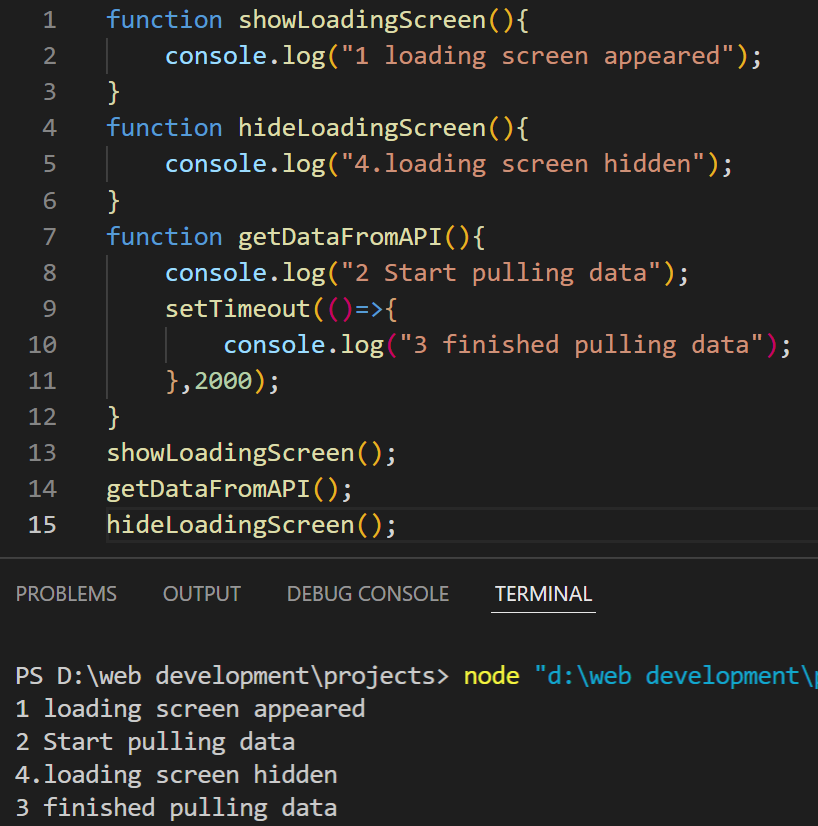 1 function showLoadingScreen(){
2 console.log("1 loading screen appeared");
3 }
4 function hideLoadingScreen(){
5 console.log("4.loading screen hidden");
6 }
7 function getDataFromAPI(){
8 console.log("2 Start pulling data");
9 setTimeout(()=>{
10 console.log("3 finished pulling data");
11 },2000);
12 }
13 showLoadingScreen();
14 getDataFromAPI();
15 hideLoadingScreen();
PROBLEMS OUTPUT DEBUG CONSOLE TERMINAL
PS D:\web development\projects> node "d:\web development\
1 loading screen appeared
2 Start pulling data
4.loading screen hidden
3 finished pulling data